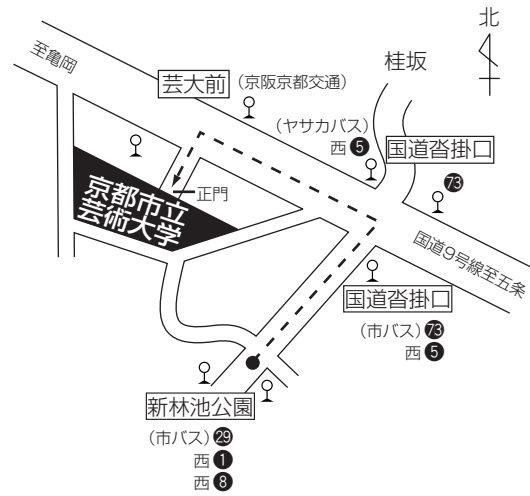 北
至亀岡
桂坂
芸大前 (京阪京都交通)
(ヤサカバス)
西 5
国道沓掛口
73
京都市立
芸術大学
正門
国道9号線至五条
国道沓掛口
(市バス) 73
西 5
新林池公園
(市バス) 29
西 1
西 8